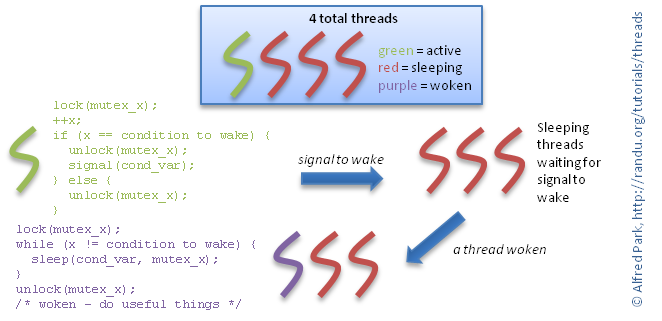 4 total threads
green = active
red = sleeping
purple = woken
lock(mutex_x);
++x;
if (x == condition to wake) {
unlock(mutex_x);
signal(cond_var);
} else {
unlock(mutex_x);
}
signal to wake
Sleeping
threads
waiting for
signal to
wake
lock(mutex_x);
while (x != condition to wake) {
sleep(cond_var, mutex_x);
}
unlock(mutex_x);
/* woken - do useful things */
a thread woken
© Alfred Park, http://randu.org/tutorials/threads